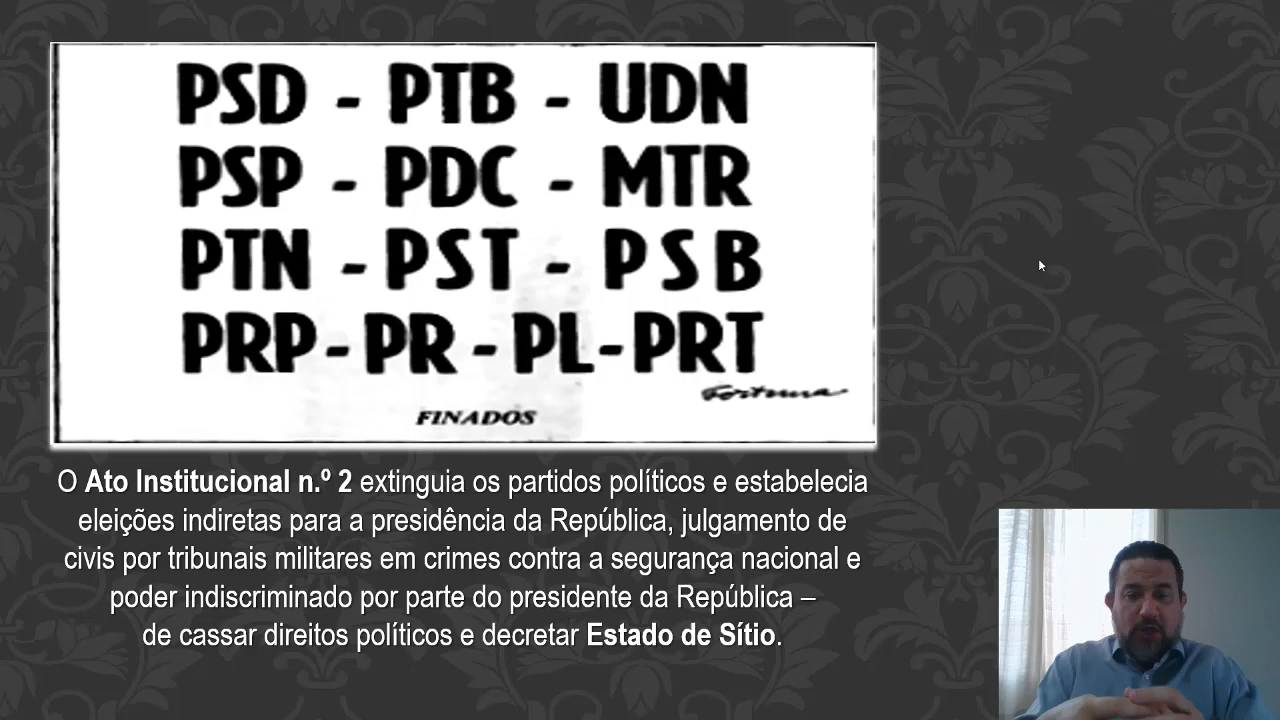 PSD - PTB - UDN
PSP - PDC - MTR
PTN - PST - PSB
PRP - PR - PL - PRT
Fortuna
FINADOS
O Ato Institucional n.º 2 extinguia os partidos políticos e estabelecia
eleições indiretas para a presidência da República, julgamento de
civis por tribunais militares em crimes contra a segurança nacional e
poder indiscriminado por parte do presidente da República –
de cassar direitos políticos e decretar Estado de Sítio.